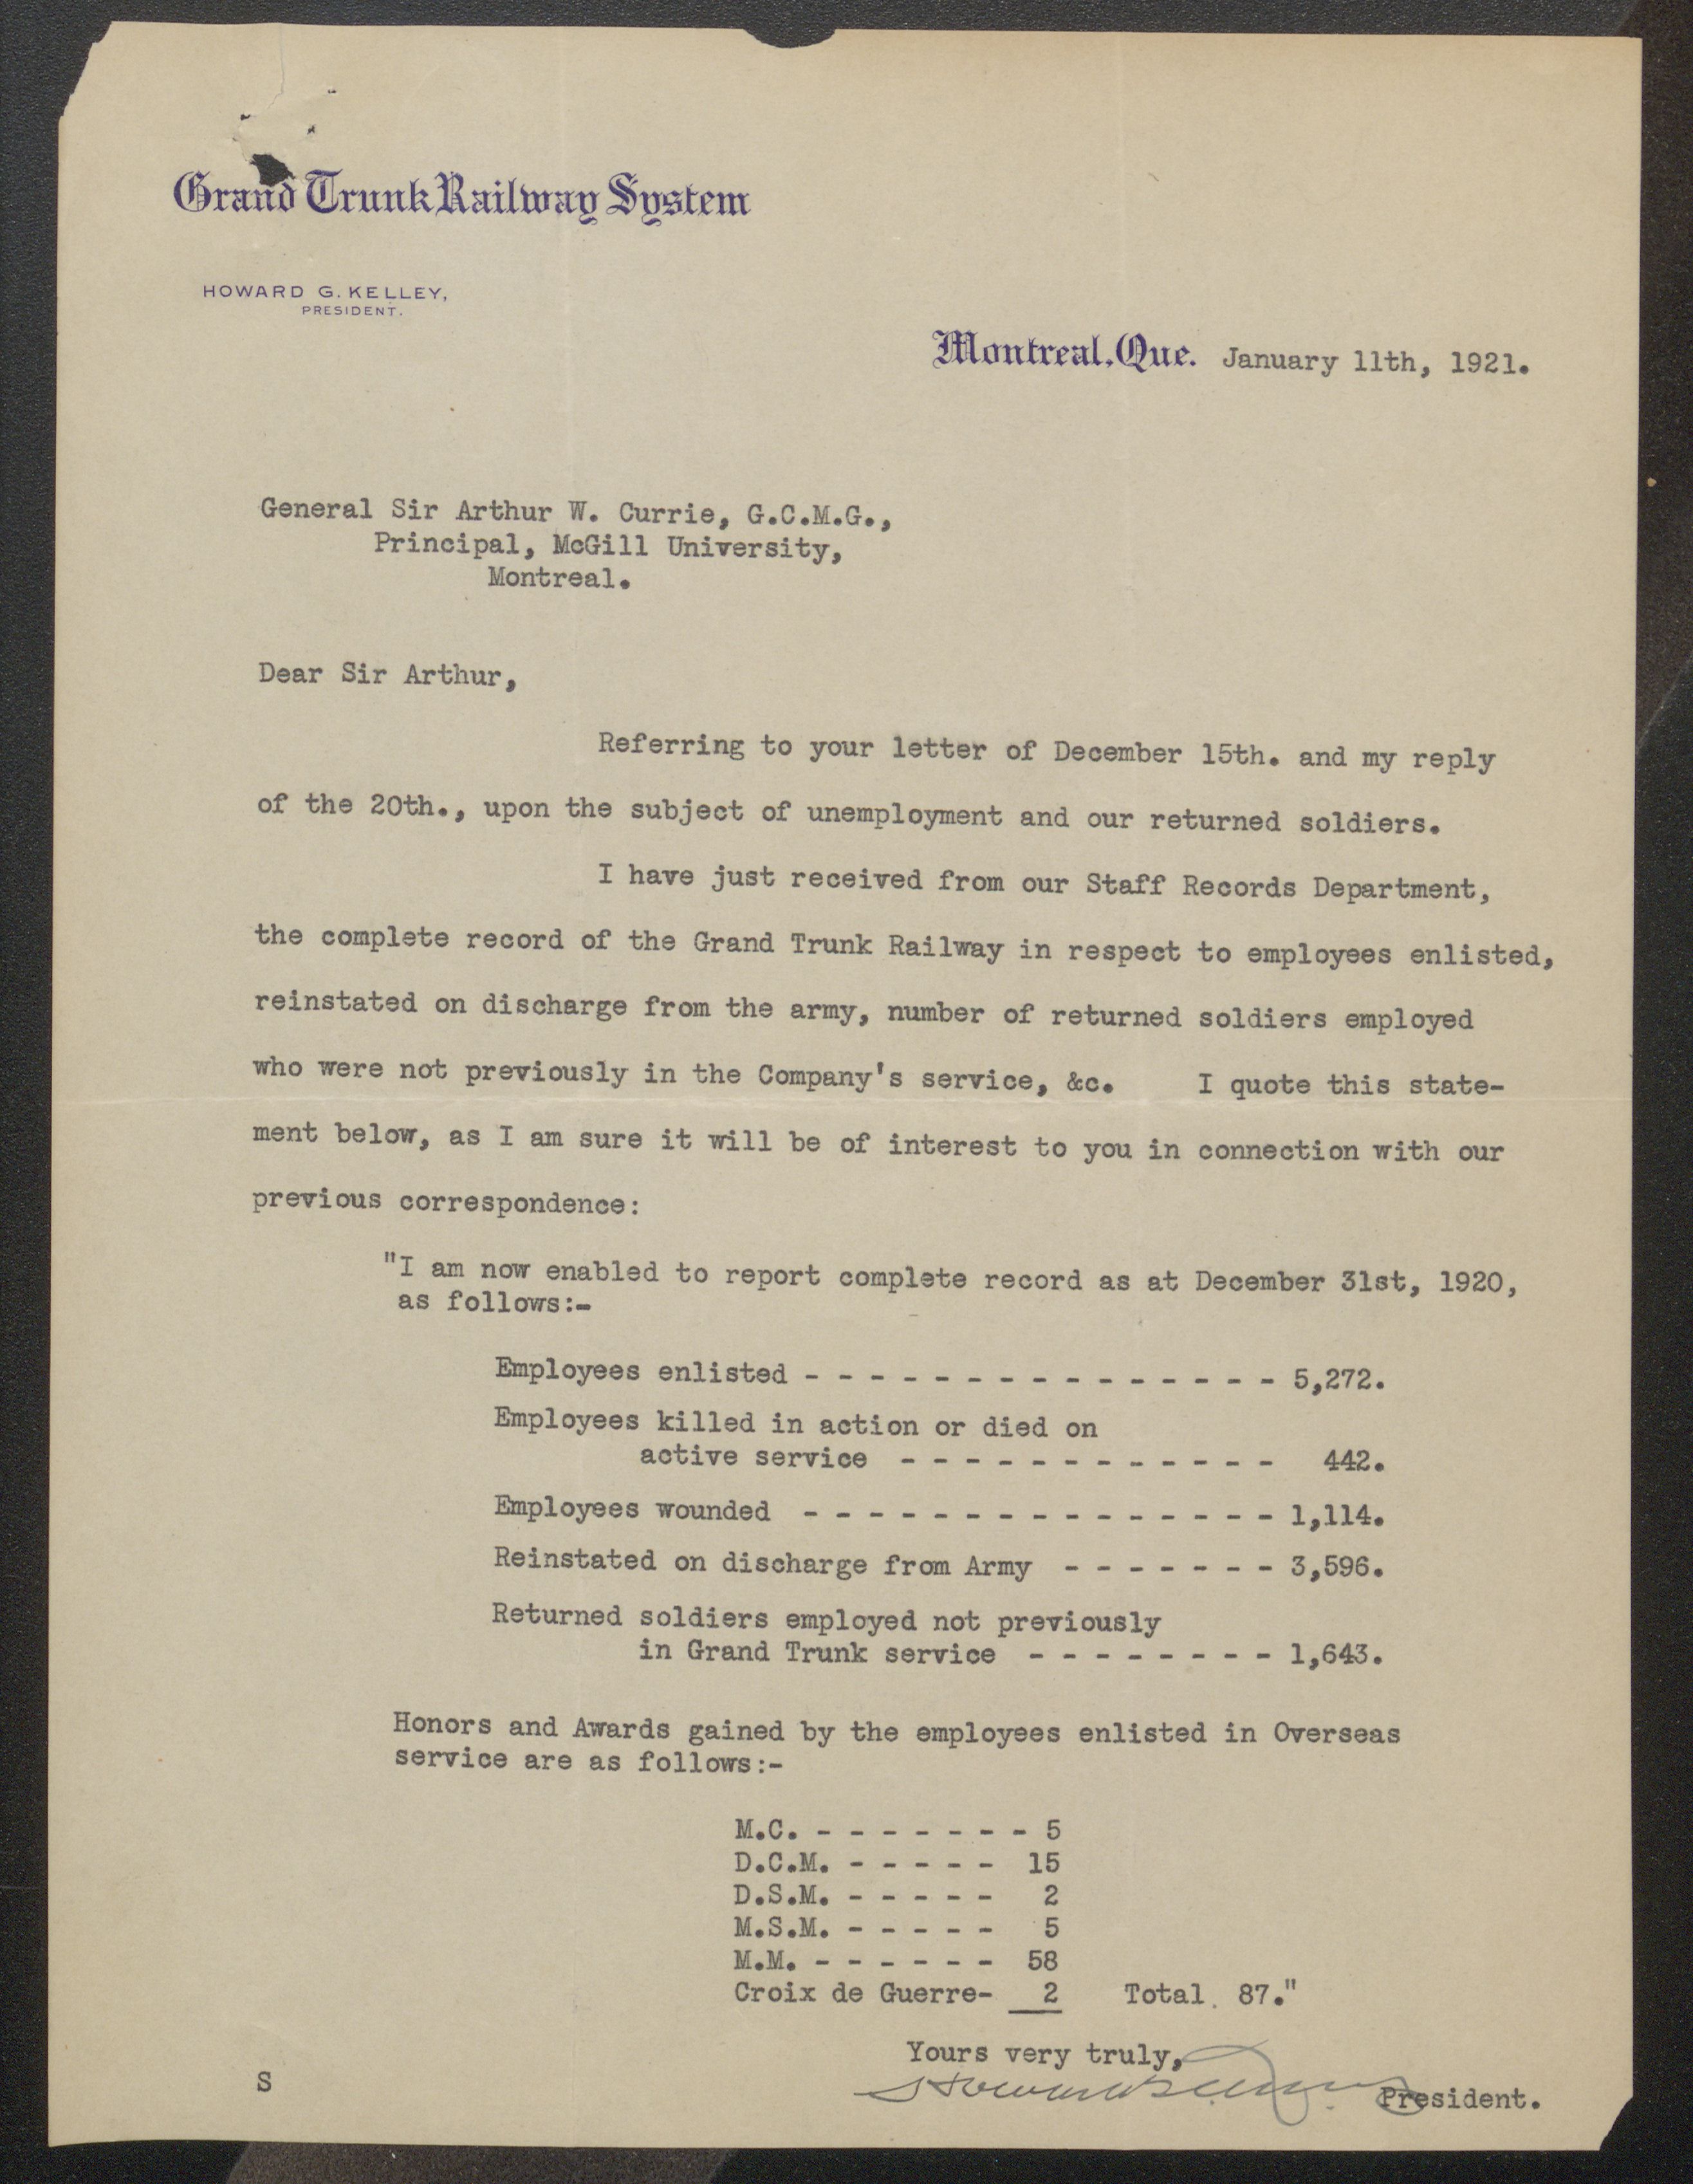 Grand Trunk Railway System
HOWARD G. KELLEY,
PRESIDENT.
Montreal, Que. January 11th, 1921.
General Sir Arthur W. Currie, G.C.M.G.,
Principal, McGill University,
Montreal.
Dear Sir Arthur,
Referring to your letter of December 15th. and my reply
of the 20th., upon the subject of unemployment and our returned soldiers.
I have just received from our Staff Records Department,
the complete record of the Grand Trunk Railway in respect to employees enlisted,
reinstated on discharge from the army, number of returned soldiers employed
who were not previously in the Company's service, &c. I quote this state-
ment below, as I am sure it will be of interest to you in connection with our
previous correspondence:
"I am now enabled to report complete record as at December 31st, 1920,
as follows:-
Employees enlisted - - - - - - - - - - - - - - - 5,272.
Employees killed in action or died on
active service - - - - - - - - - - - - 442.
Employees wounded - - - - - - - - - - - - - - - 1,114.
Reinstated on discharge from Army - - - - - - - 3,596.
Returned soldiers employed not previously
in Grand Trunk service - - - - - - - - 1,643.
Honors and Awards gained by the employees enlisted in Overseas
service are as follows:-
M.C. - - - - - - - 5
D.C.M. - - - - - 15
D.S.M. - - - - - 2
M.S.M. - - - - - 5
M.M. - - - - - - 58
Croix de Guerre- 2 Total. 87."
Yours very truly,
Howard G. Kelley
President.
S